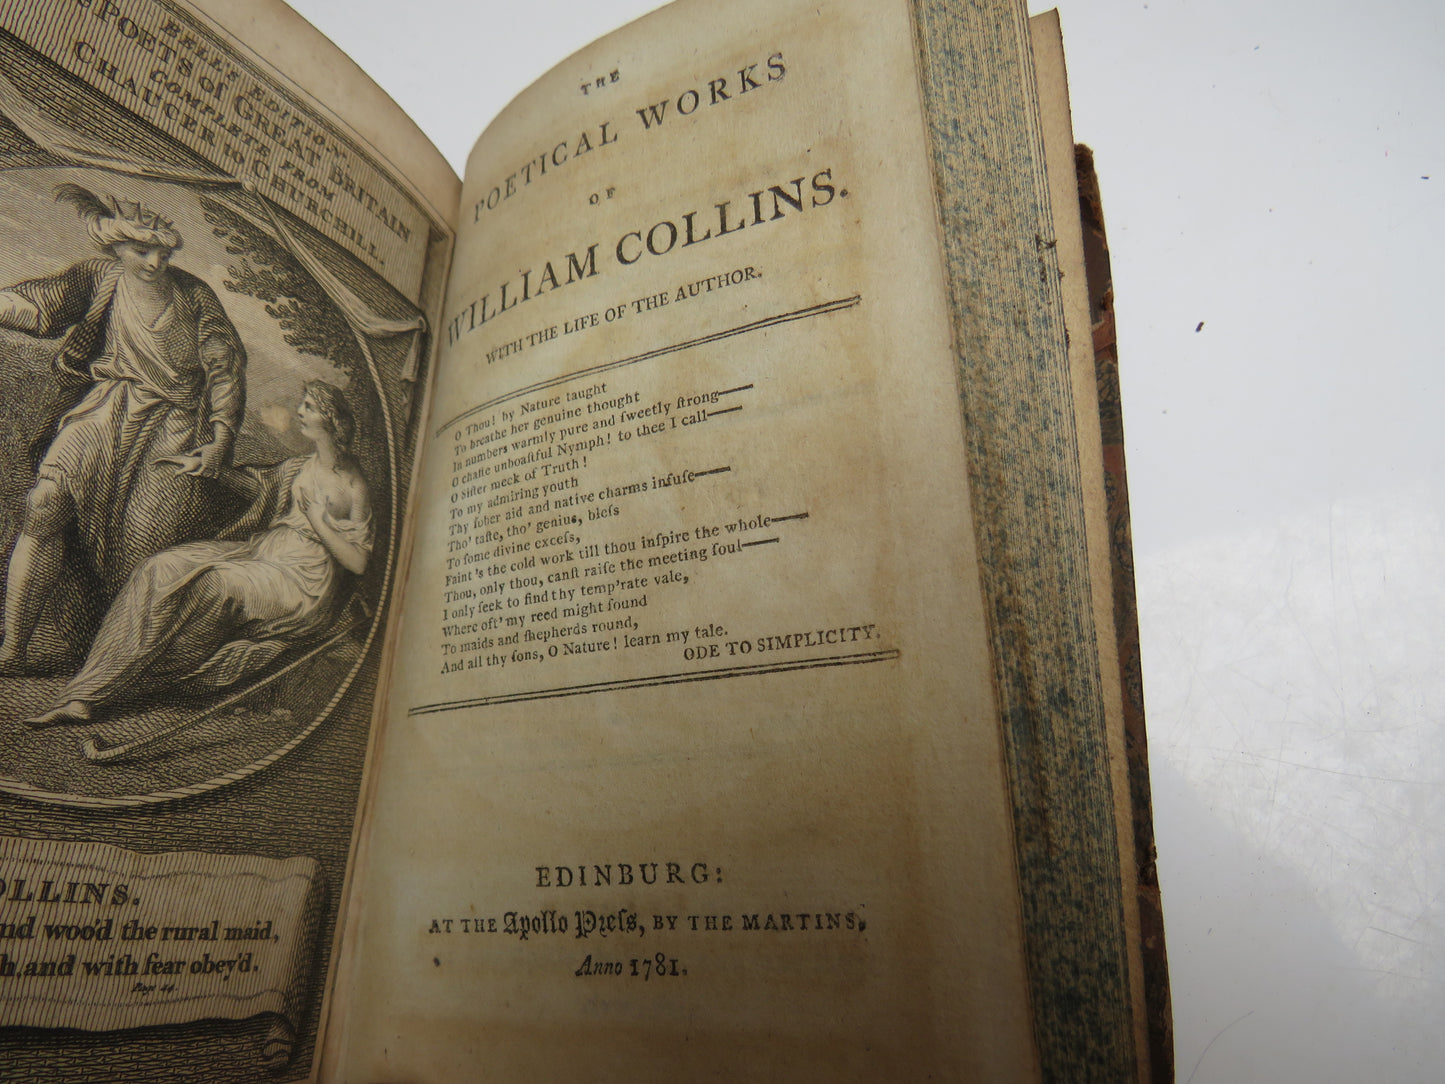 BELL'S EDITION.
POETS Of GREAT BRITAIN
COMPLETE FROM
CHAUCER to CHURCHILL.
OLLINS.
nd woo'd the rural maid,
h, and with fear obey'd.
Page 44.
THE
POETICAL WORKS
OF
WILLIAM COLLINS.
WITH THE LIFE OF THE AUTHOR.
O Thou! by Nature taught
To breathe her genuine thought
In numbers warmly pure and ſweetly ſtrong——
O chaſte unboaſtful Nymph! to thee I call——
O Siſter meek of Truth!
To my admiring youth
Thy ſober aid and native charms infuſe——
Tho' taſte, tho' genius, bleſs
To ſome divine exceſs,
Faint's the cold work till thou inſpire the whole——
Thou, only thou, canſt raiſe the meeting ſoul——
I only ſeek to find thy temp'rate vale,
Where oft' my reed might found
To maids and ſhepherds round,
And all thy ſons, O Nature! learn my tale.
ODE TO SIMPLICITY.
EDINBURG:
AT THE Apollo Preſs, BY THE MARTINS.
Anno 1781.